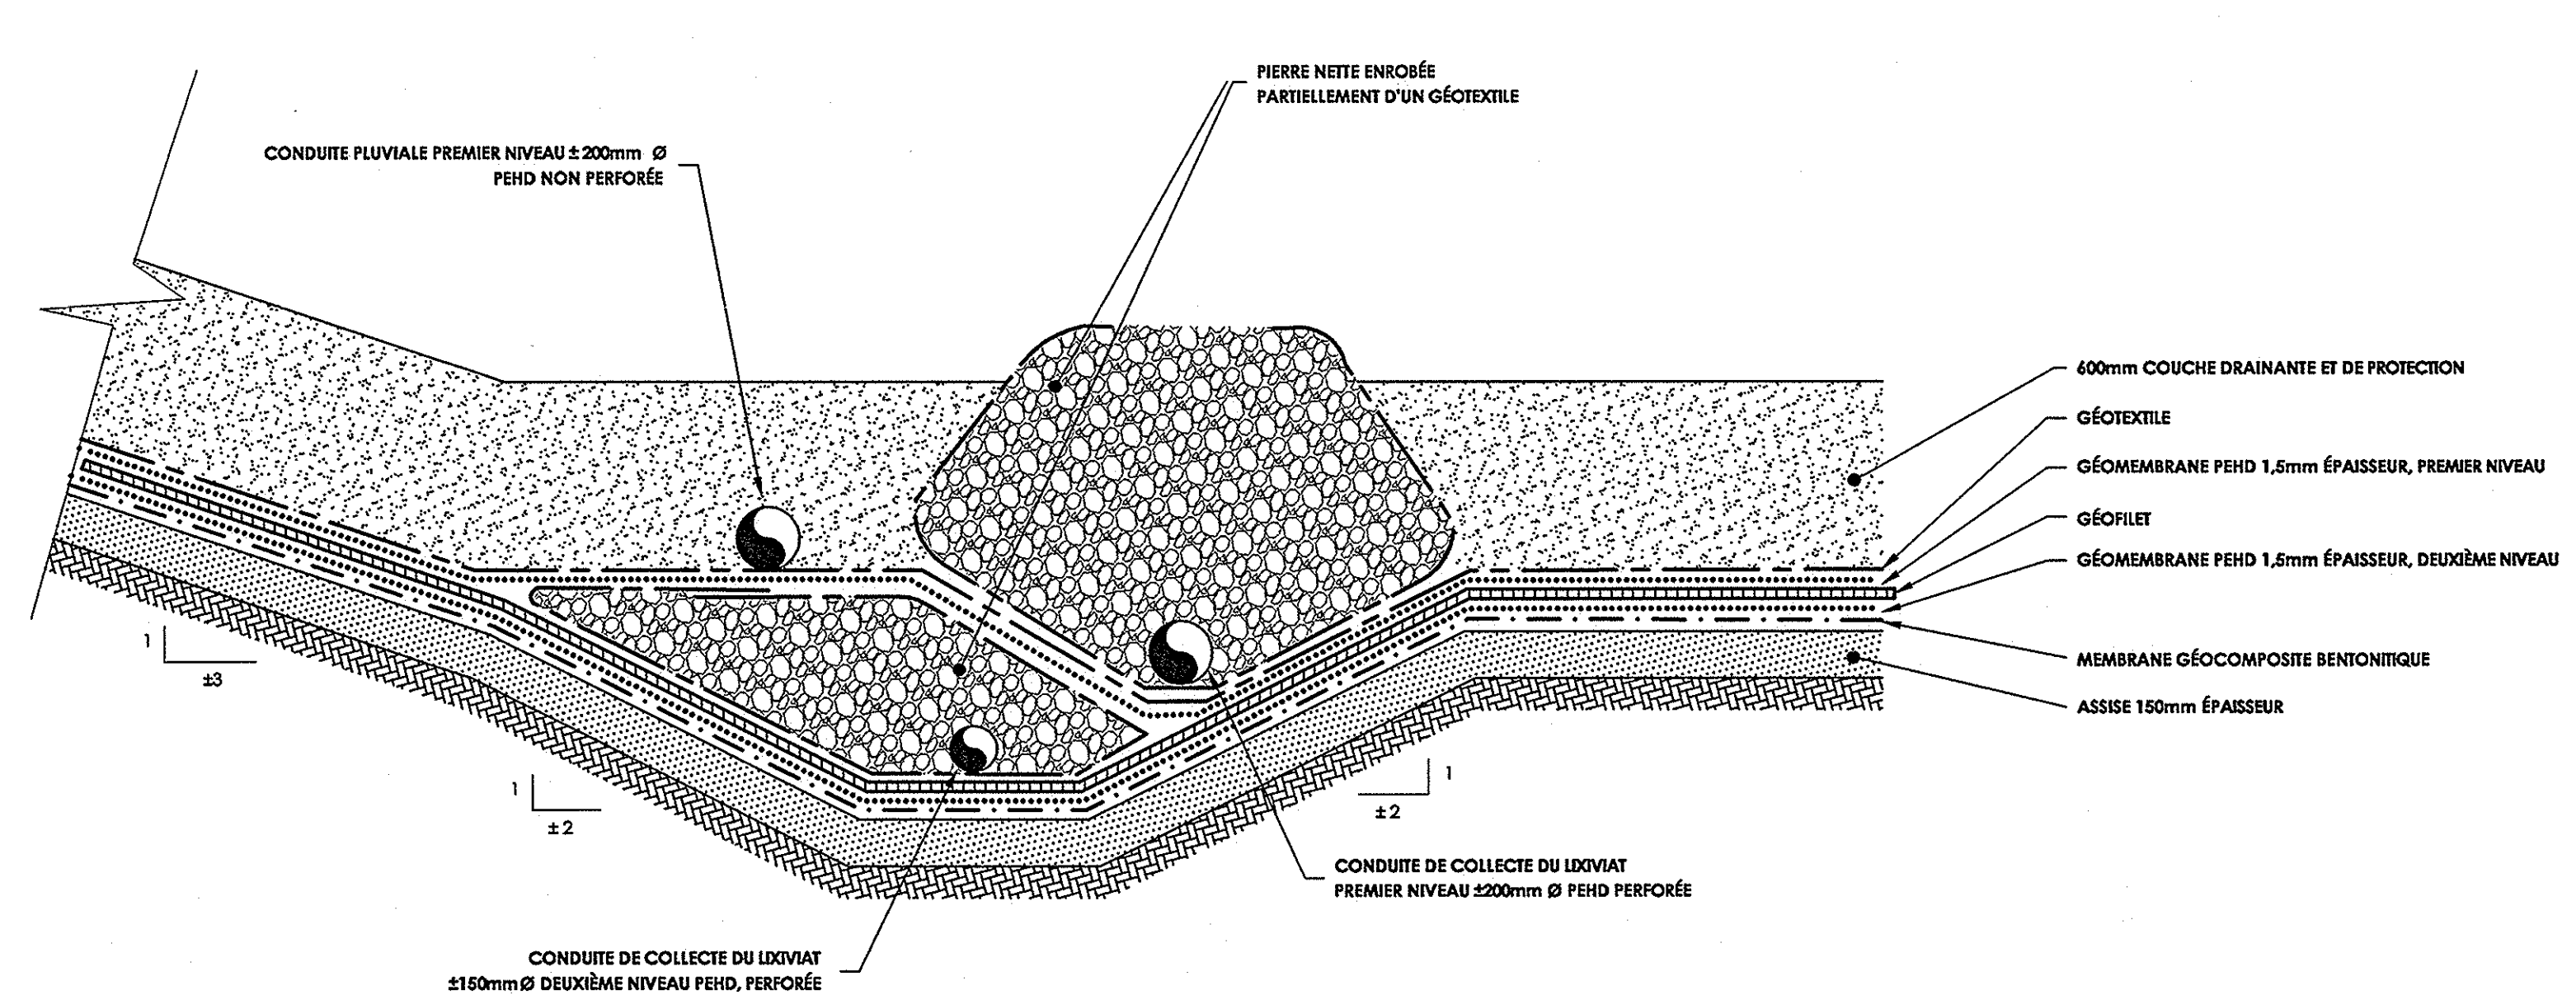 PIERRE NETTE ENROBÉE
PARTIELLEMENT D'UN GÉOTEXTILE
CONDUITE PLUVIALE PREMIER NIVEAU ±200mm Ø
PEHD NON PERFORÉE
600mm COUCHE DRAINANTE ET DE PROTECTION
GÉOTEXTILE
GÉOMEMBRANE PEHD 1,5mm ÉPAISSEUR, PREMIER NIVEAU
GÉOFILET
GÉOMEMBRANE PEHD 1,5mm ÉPAISSEUR, DEUXIÈME NIVEAU
MEMBRANE GÉOCOMPOSITE BENTONITIQUE
ASSISE 150mm ÉPAISSEUR
1
±3
1
±2
1
±2
CONDUITE DE COLLECTE DU LIXIVIAT
PREMIER NIVEAU ±200mm Ø PEHD PERFORÉE
CONDUITE DE COLLECTE DU LIXIVIAT
±150mm Ø DEUXIÈME NIVEAU PEHD, PERFORÉE